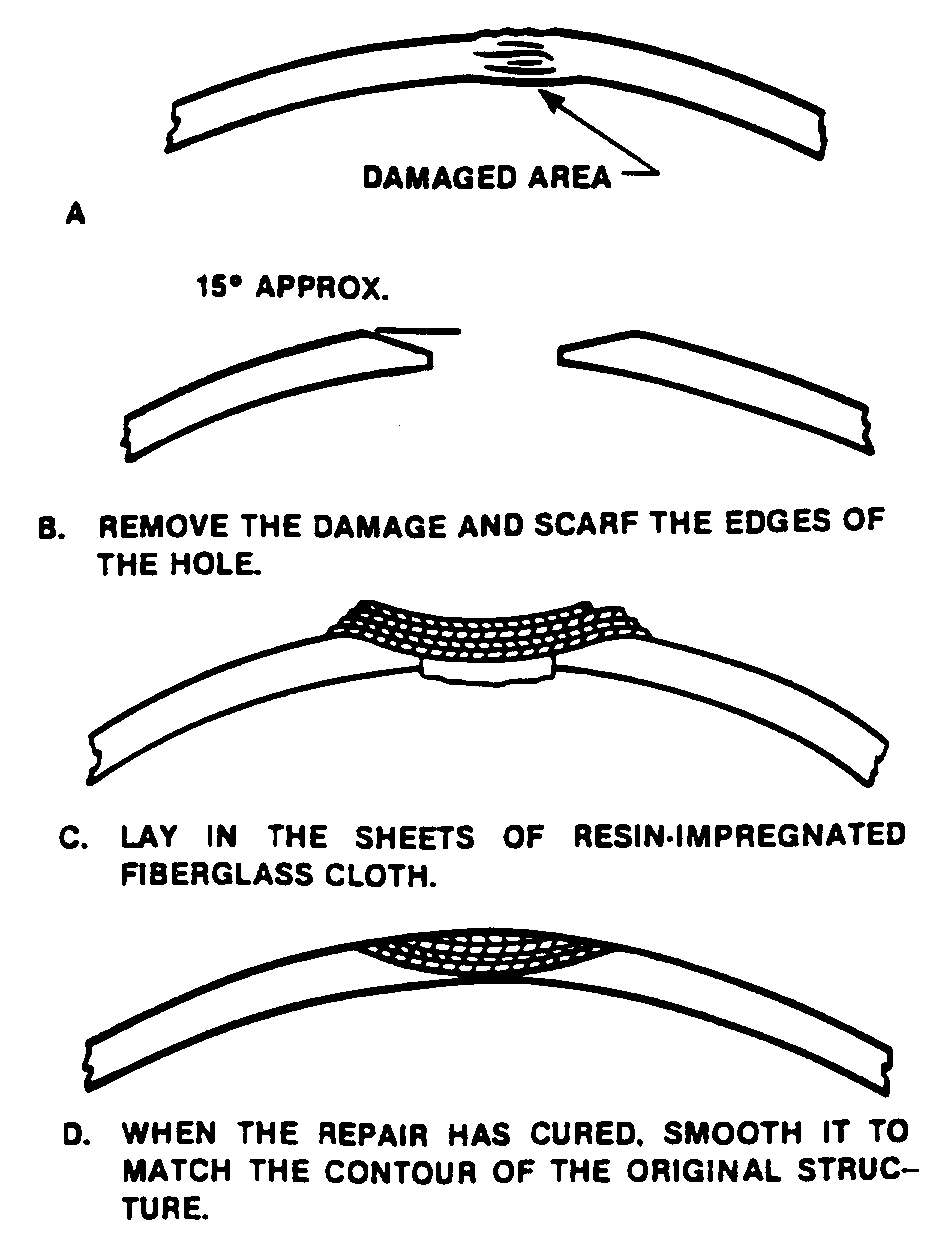 DAMAGED AREA
A
15° APPROX.
B. REMOVE THE DAMAGE AND SCARF THE EDGES OF
THE HOLE.
C. LAY IN THE SHEETS OF RESIN-IMPREGNATED
FIBERGLASS CLOTH.
D. WHEN THE REPAIR HAS CURED, SMOOTH IT TO
MATCH THE CONTOUR OF THE ORIGINAL STRUC-
TURE.